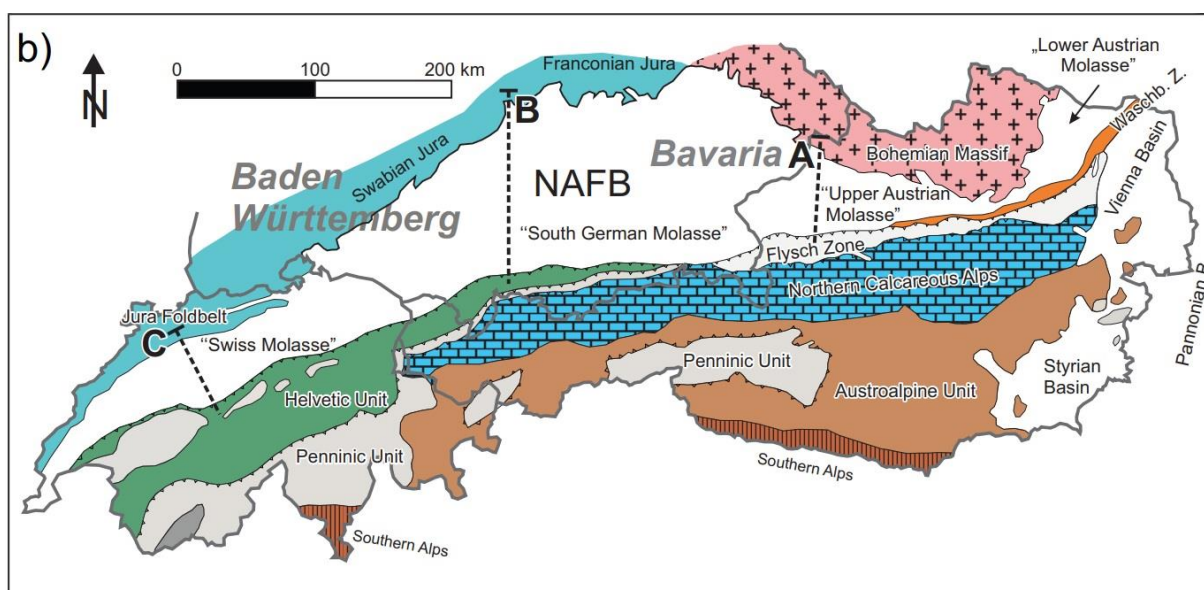 b)
N
0
100
200 km
Franconian Jura
„Lower Austrian
Molasse”
Waschb. Z.
B
Swabian Jura
Bavaria
A
Bohemian Massif
Vienna Basin
Baden
Württemberg
NAFB
“Upper Austrian
Molasse”
“South German Molasse”
Flysch Zone
Northern Calcareous Alps
Jura Foldbelt
C
“Swiss Molasse”
Helvetic Unit
Penninic Unit
Penninic Unit
Austroalpine Unit
Styrian
Basin
Southern Alps
Southern Alps